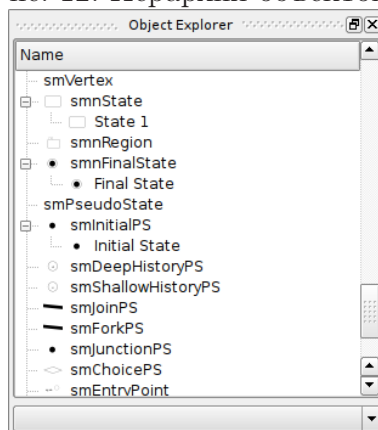 Object Explorer
Name
smVertex
smnState
State 1
smnRegion
smnFinalState
Final State
smPseudoState
smInitialPS
Initial State
smDeepHistoryPS
smShallowHistoryPS
smJoinPS
smForkPS
smJunctionPS
smChoicePS
smEntryPoint